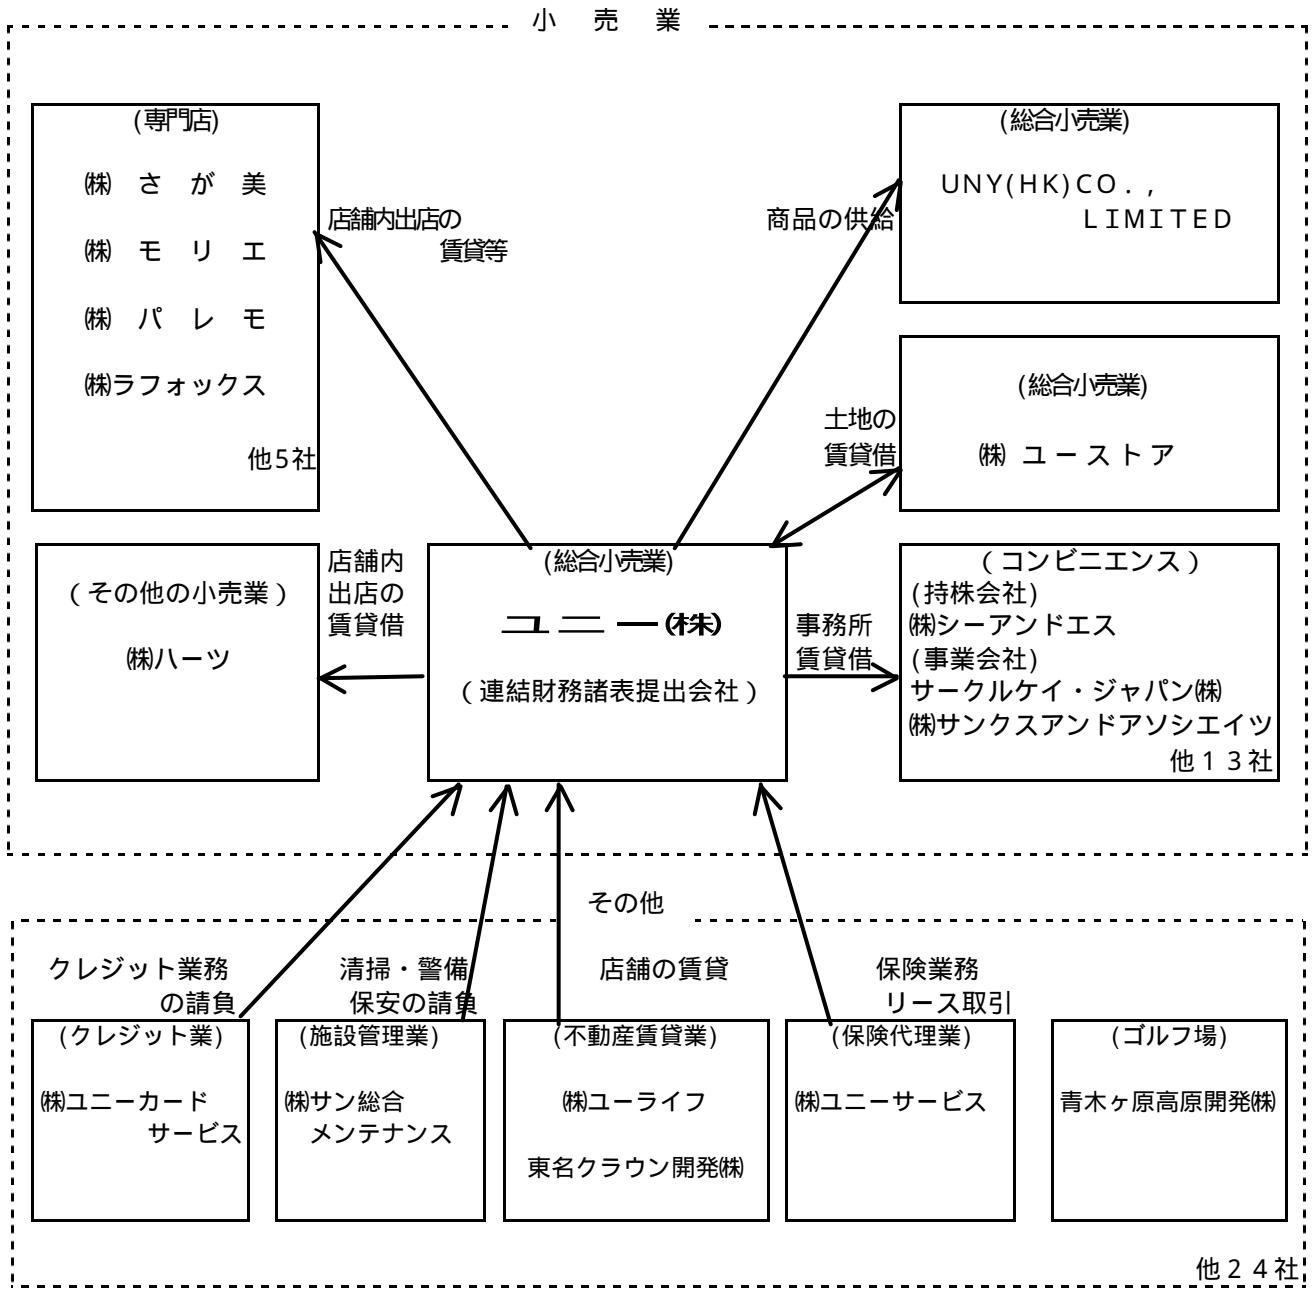 小　売　業
(専門店)
㈱　さ　が　美
㈱　モ　リ　エ
㈱　パ　レ　モ
㈱ラフォックス
他5社
店舗内出店の
賃貸等
商品の供給
(総合小売業)
UNY(HK)CO．，
ＬＩＭＩＴＥＤ
土地の
賃貸借
(総合小売業)
㈱ ユ ー ス ト ア
（その他の小売業）
㈱ハーツ
店舗内
出店の
賃貸借
(総合小売業)
ユニー㈱
（連結財務諸表提出会社）
事務所
賃貸借
（コンビニエンス）
(持株会社)
㈱シーアンドエス
(事業会社)
サークルケイ・ジャパン㈱
㈱サンクスアンドアソシエイツ
他１３社
その他
クレジット業務
の請負
清掃・警備
保安の請負
店舗の賃貸
保険業務
リース取引
(クレジット業)
㈱ユニーカード
サービス
(施設管理業)
㈱サン総合
メンテナンス
(不動産賃貸業)
㈱ユーライフ
東名クラウン開発㈱
(保険代理業)
㈱ユニーサービス
(ゴルフ場)
青木ヶ原高原開発㈱
他２４社